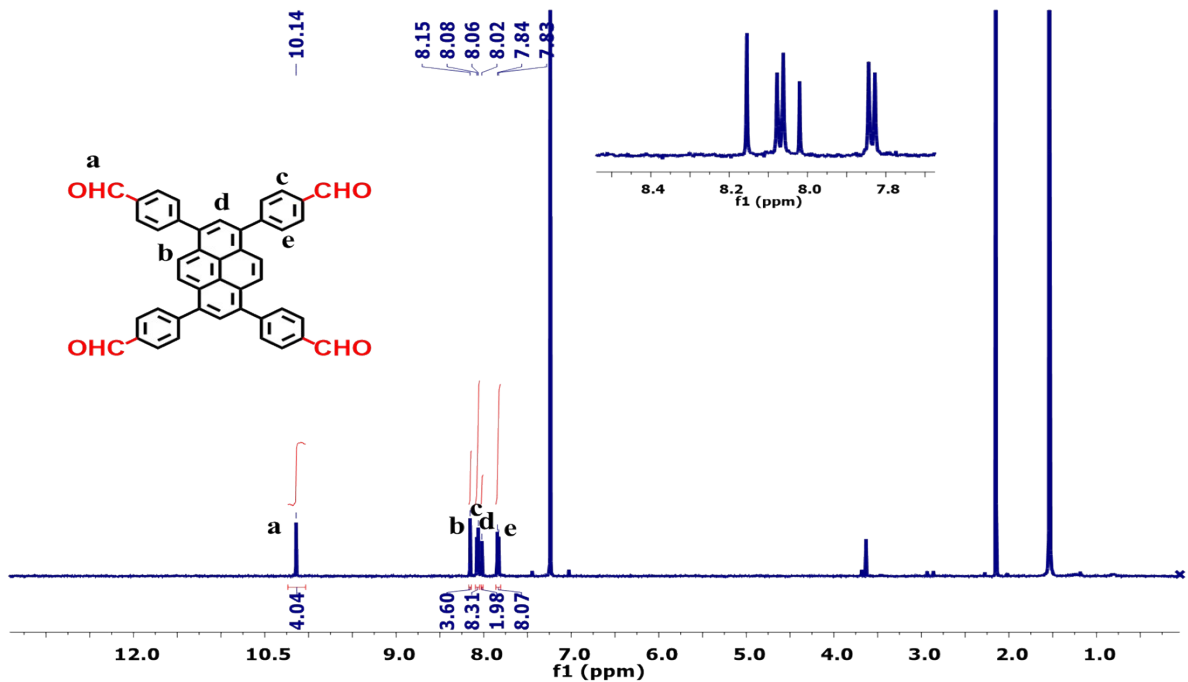 10.14
8.15
8.08
8.06
8.02
7.84
7.83
8.4 8.2 8.0 7.8
f1 (ppm)
a
OHC c CHO
d
e
b
OHC CHO
a b c d e
4.04
3.60
8.31
1.98
8.07
12.0 10.5 8.0 7.0 6.0 5.0 4.0 3.0 2.0 1.0
f1 (ppm)